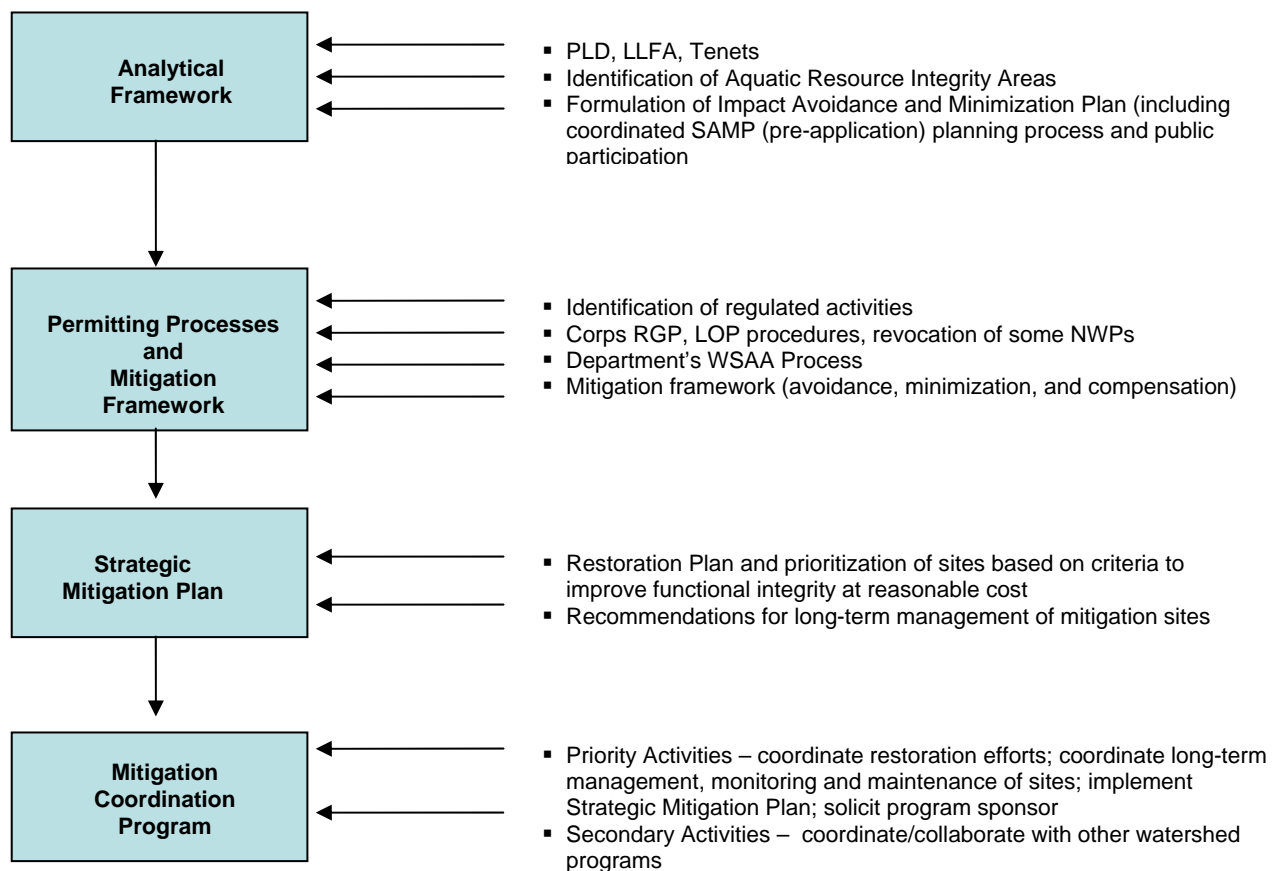 Analytical
Framework
▪ PLD, LLFA, Tenets
▪ Identification of Aquatic Resource Integrity Areas
▪ Formulation of Impact Avoidance and Minimization Plan (including
coordinated SAMP (pre-application) planning process and public
participation
Permitting Processes
and
Mitigation
Framework
▪ Identification of regulated activities
▪ Corps RGP, LOP procedures, revocation of some NWPs
▪ Department’s WSAA Process
▪ Mitigation framework (avoidance, minimization, and compensation)
Strategic
Mitigation Plan
▪ Restoration Plan and prioritization of sites based on criteria to
improve functional integrity at reasonable cost
▪ Recommendations for long-term management of mitigation sites
Mitigation
Coordination
Program
▪ Priority Activities – coordinate restoration efforts; coordinate long-term
management, monitoring and maintenance of sites; implement
Strategic Mitigation Plan; solicit program sponsor
▪ Secondary Activities – coordinate/collaborate with other watershed
programs